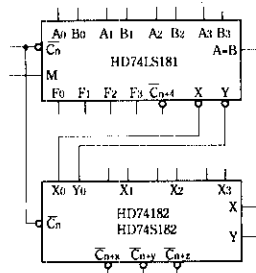 A0 B0 A1 B1 A2 B2 A3 B3
C̅n A=B
M HD74LS181
F0 F1 F2 F3 C̅n+4 X Y
X0 Y0 X1 X2 X3
C̅n HD74182 X
HD74S182 Y
C̅n+x C̅n+y C̅n+z